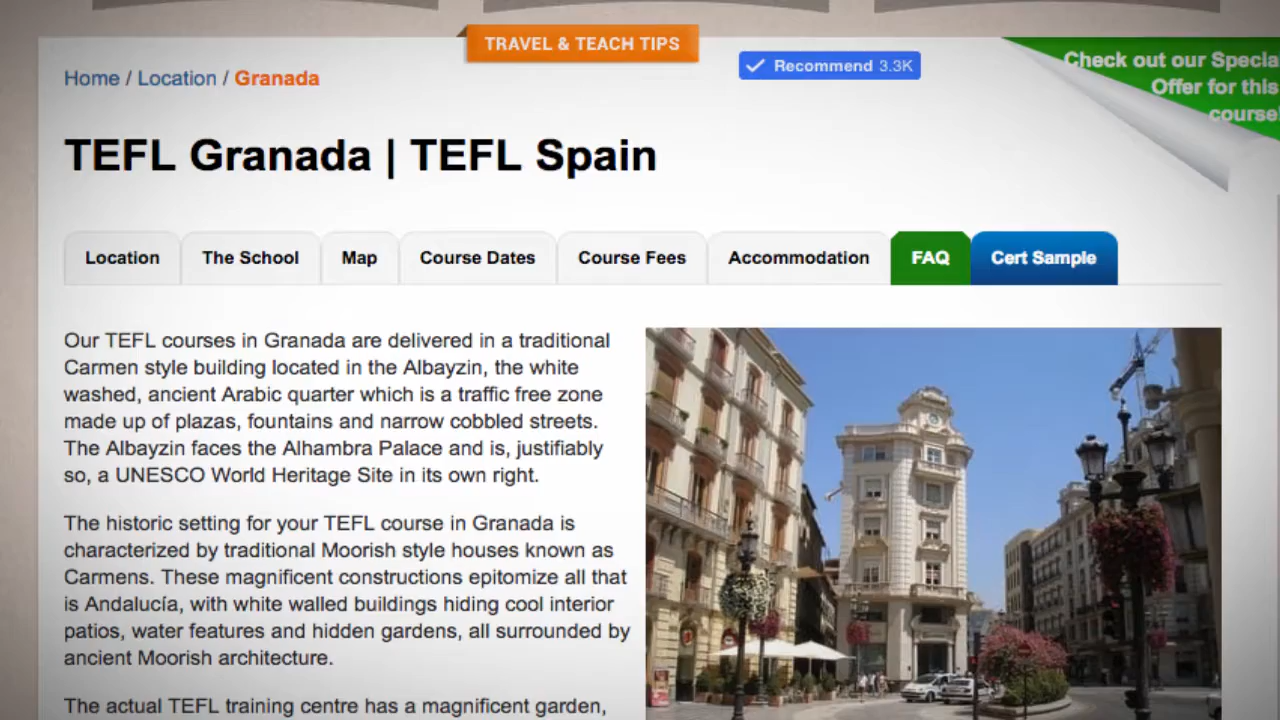 TRAVEL & TEACH TIPS
Recommend 3.3K
Check out our Specia
Offer for this
course!
Home / Location / Granada
TEFL Granada | TEFL Spain
Location The School Map Course Dates Course Fees Accommodation FAQ Cert Sample
Our TEFL courses in Granada are delivered in a traditional
Carmen style building located in the Albayzin, the white
washed, ancient Arabic quarter which is a traffic free zone
made up of plazas, fountains and narrow cobbled streets.
The Albayzin faces the Alhambra Palace and is, justifiably
so, a UNESCO World Heritage Site in its own right.
The historic setting for your TEFL course in Granada is
characterized by traditional Moorish style houses known as
Carmens. These magnificent constructions epitomize all that
is Andalucía, with white walled buildings hiding cool interior
patios, water features and hidden gardens, all surrounded by
ancient Moorish architecture.
The actual TEFL training centre has a magnificent garden,